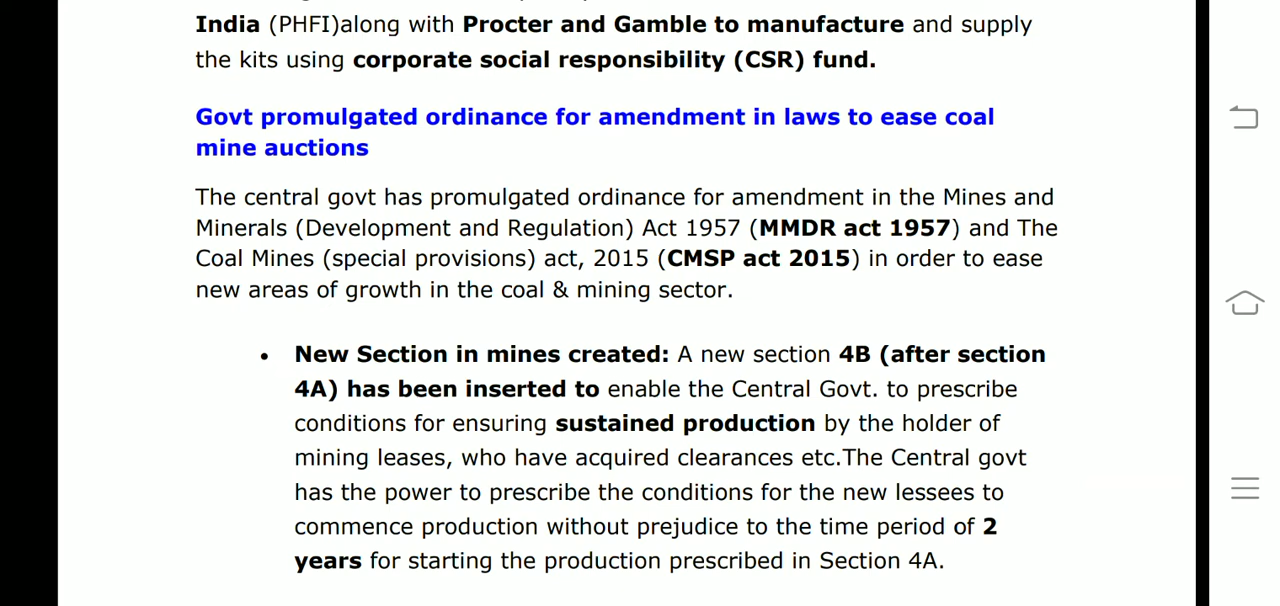 India (PHFI)along with Procter and Gamble to manufacture and supply
the kits using corporate social responsibility (CSR) fund.
Govt promulgated ordinance for amendment in laws to ease coal
mine auctions
The central govt has promulgated ordinance for amendment in the Mines and
Minerals (Development and Regulation) Act 1957 (MMDR act 1957) and The
Coal Mines (special provisions) act, 2015 (CMSP act 2015) in order to ease
new areas of growth in the coal & mining sector.
• New Section in mines created: A new section 4B (after section
4A) has been inserted to enable the Central Govt. to prescribe
conditions for ensuring sustained production by the holder of
mining leases, who have acquired clearances etc.The Central govt
has the power to prescribe the conditions for the new lessees to
commence production without prejudice to the time period of 2
years for starting the production prescribed in Section 4A.